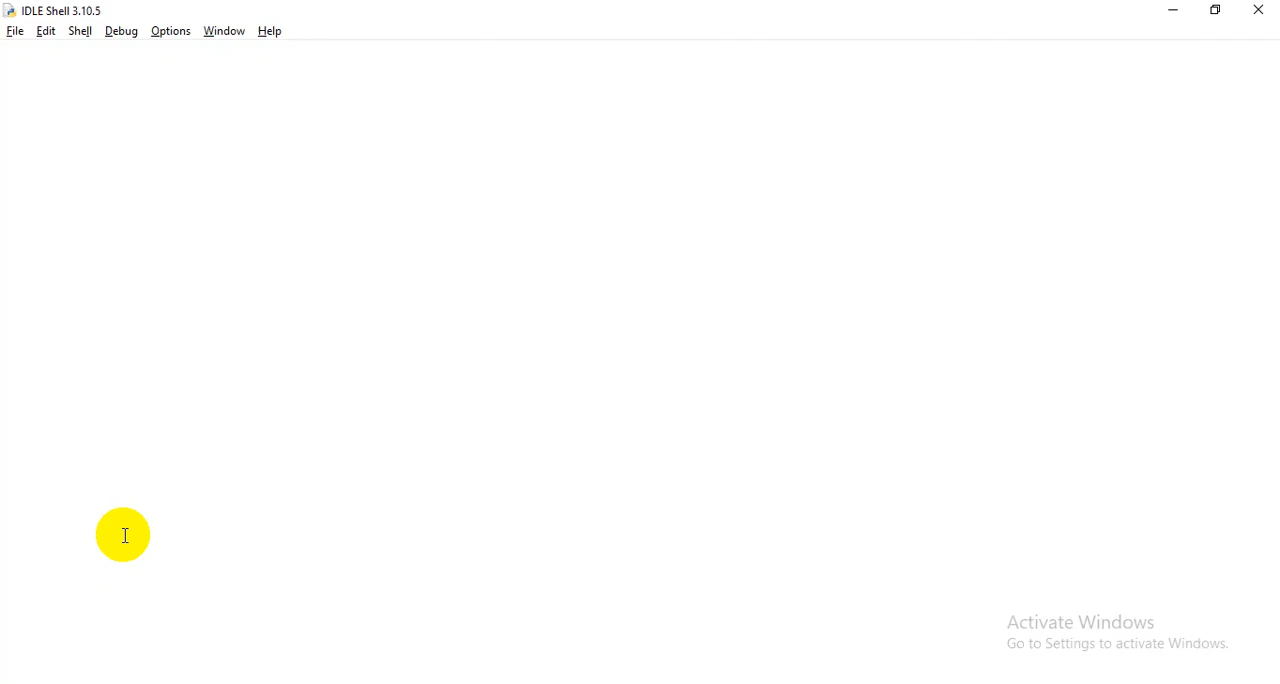 IDLE Shell 3.10.5
File Edit Shell Debug Options Window Help
Activate Windows
Go to Settings to activate Windows.